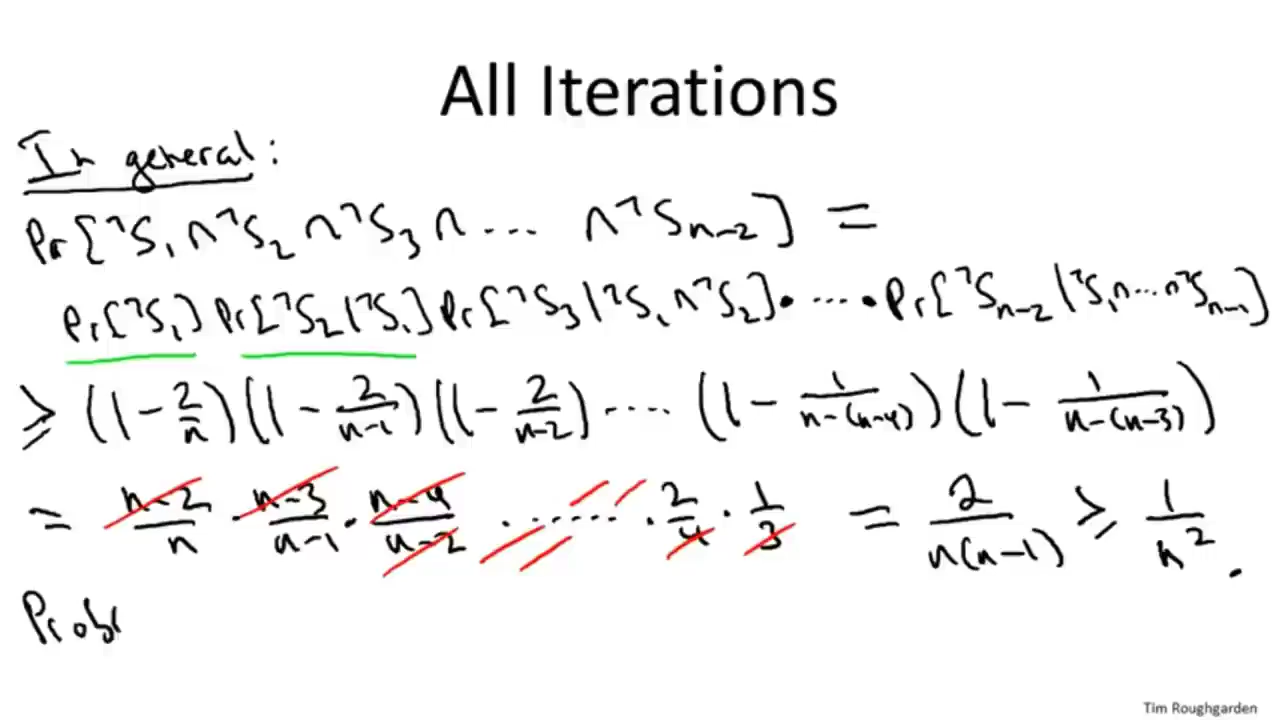 All Iterations
In general:
Pr[¬S₁ ∩ ¬S₂ ∩ ¬S₃ ∩ ... ∩ ¬Sₙ₋₂] =
Pr[¬S₁] Pr[¬S₂|¬S₁] Pr[¬S₃|¬S₁ ∩ ¬S₂] · .... · Pr[¬Sₙ₋₂|¬S₁ ∩ ... ∩ ¬Sₙ₋₁]
≥ (1 - 2/n)(1 - 2/(n-1))(1 - 2/(n-2)) .... (1 - 1/(n-(n-4)))(1 - 1/(n-(n-3)))
= (n-2)/n · (n-3)/(n-1) · (n-4)/(n-2) · ...... · 2/4 · 1/3 = 2/(n(n-1)) ≥ 1/n².
Prob
Tim Roughgarden